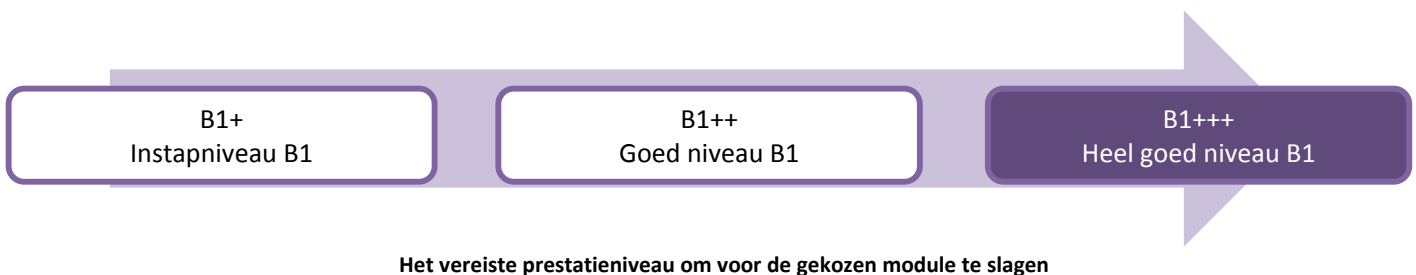 B1+
Instapniveau B1
B1++
Goed niveau B1
B1+++
Heel goed niveau B1
Het vereiste prestatieniveau om voor de gekozen module te slagen